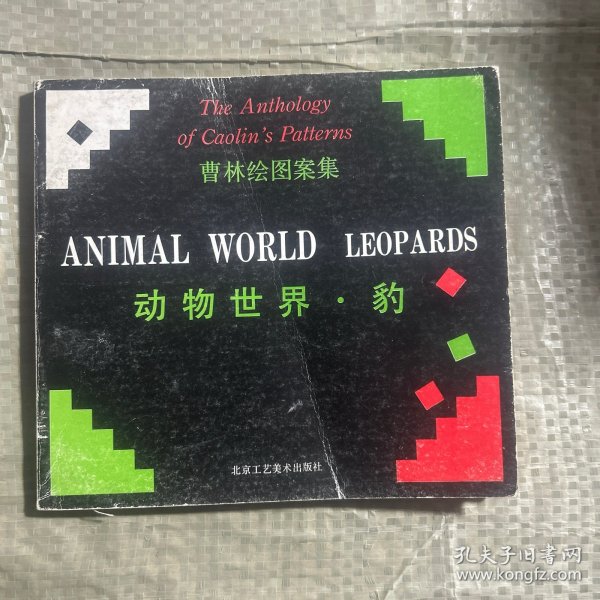 The Anthology
of Caolin's Patterns
曹林绘图案集
ANIMAL WORLD LEOPARDS
动物世界·豹
北京工艺美术出版社
孔夫子旧书网
www.kongfz.com